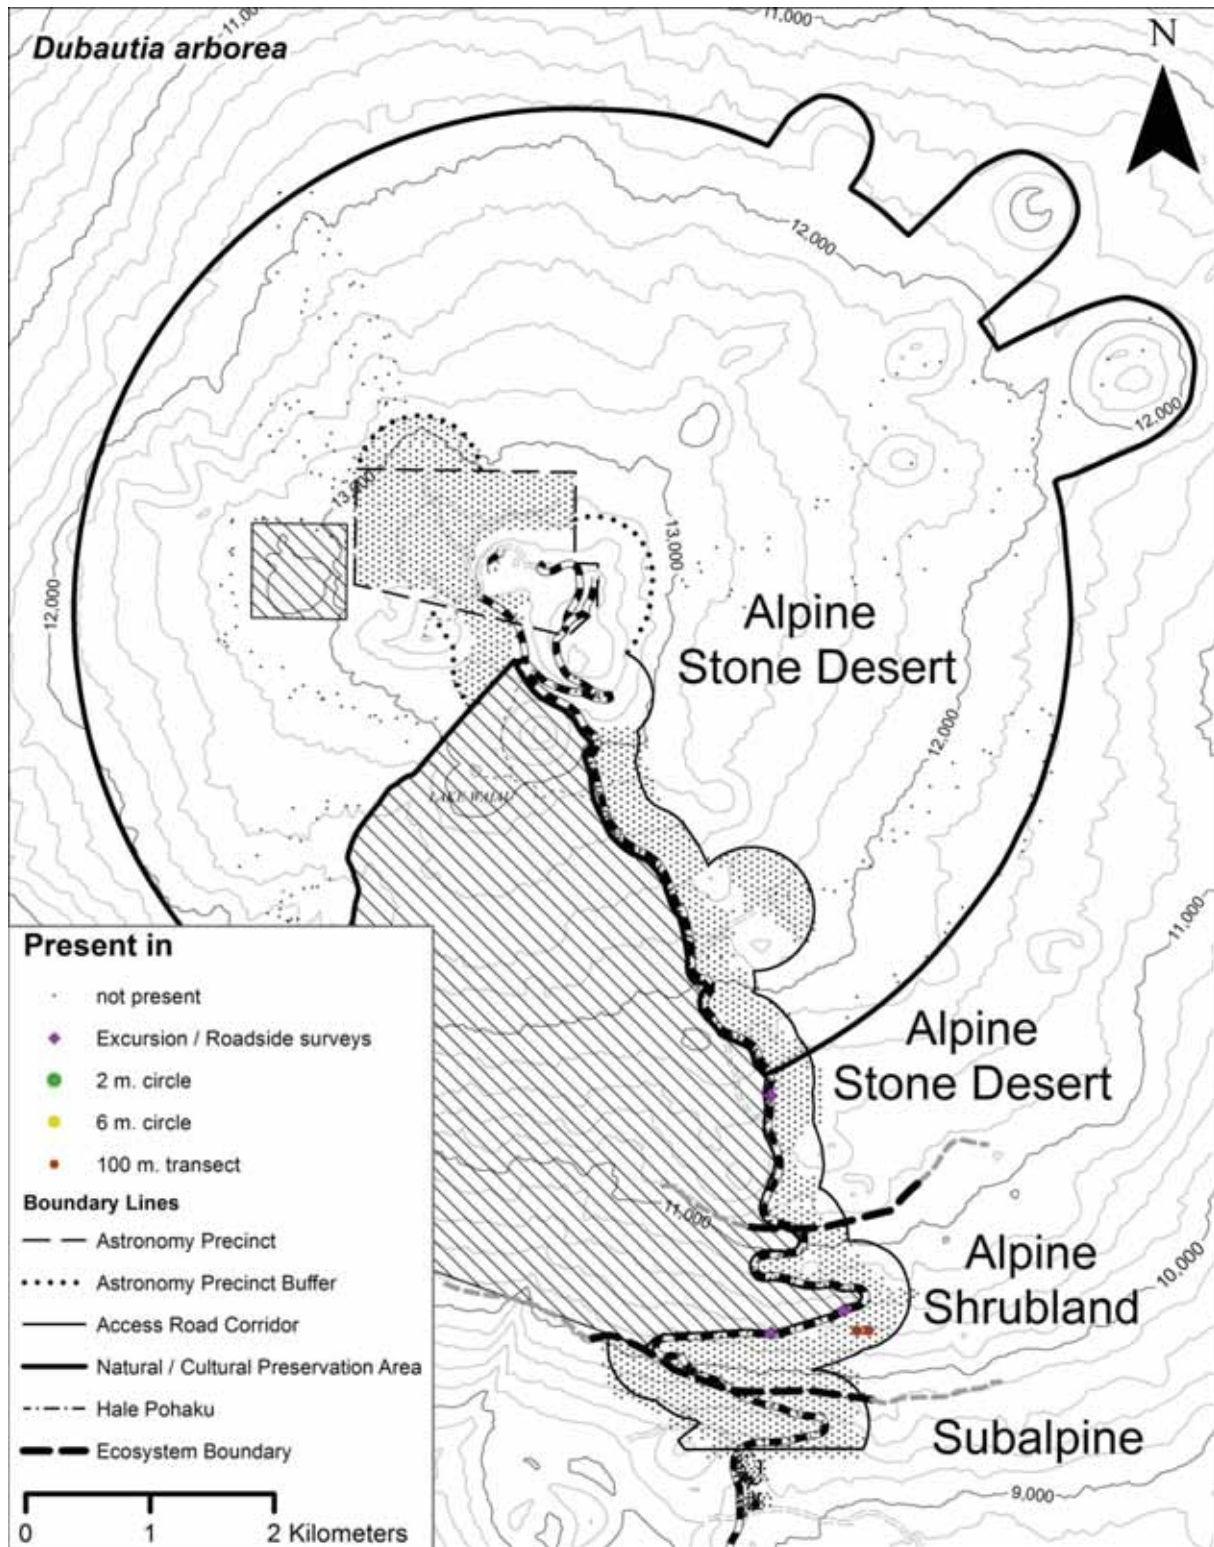 Dubautia arborea
11,000
11,000
N
12,000
12,000
13,000
13,000
12,000
Alpine
Stone Desert
12,000
LAKE WAIAU
11,000
Present in
not present
Excursion / Roadside surveys
2 m. circle
6 m. circle
100 m. transect
Boundary Lines
Astronomy Precinct
Astronomy Precinct Buffer
Access Road Corridor
Natural / Cultural Preservation Area
Hale Pohaku
Ecosystem Boundary
0 1 2 Kilometers
Alpine
Stone Desert
11,000
Alpine
Shrubland
10,000
Subalpine
9,000